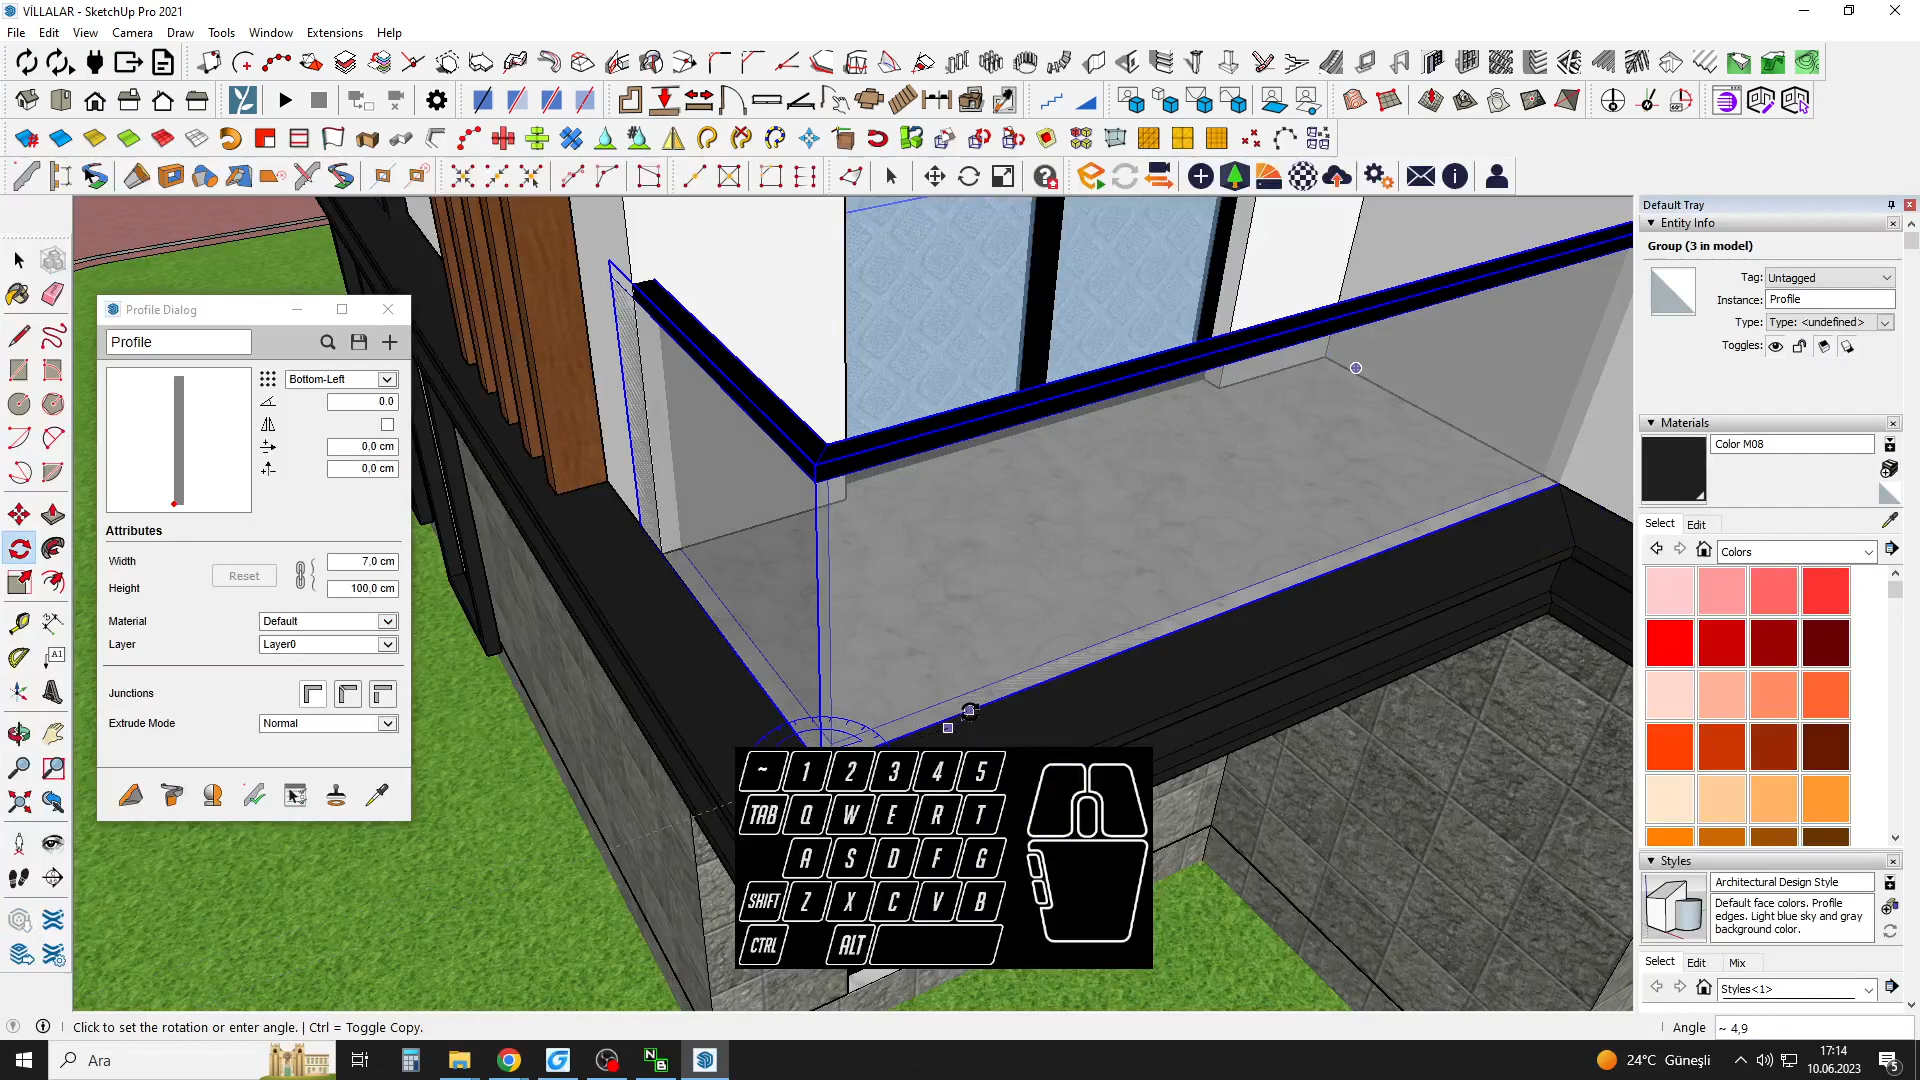 VİLLALAR - SketchUp Pro 2021
File Edit View Camera Draw Tools Window Extensions Help
Default Tray
Entity Info
Group (3 in model)
Tag: Untagged
Instance: Profile
Type: Type: <undefined>
Toggles:
Materials
Color M08
Select Edit
Colors
Styles
Architectural Design Style
Default face colors. Profile
edges. Light blue sky and gray
background color.
Select Edit Mix
Styles<1>
Profile Dialog
Profile
Bottom-Left
0.0
0,0 cm
0,0 cm
Attributes
Width 7,0 cm
Reset
Height 100,0 cm
Material Default
Layer Layer0
Junctions
Extrude Mode Normal
A1
~ 1 2 3 4 5
TAB Q W E R T
A S D F G
SHIFT Z X C V B
CTRL ALT
Click to set the rotation or enter angle. | Ctrl = Toggle Copy.
Angle ~ 4,9
Ara
N
B
24°C Güneşli
17:14
10.06.2023
5